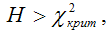 H > χ²крит ,